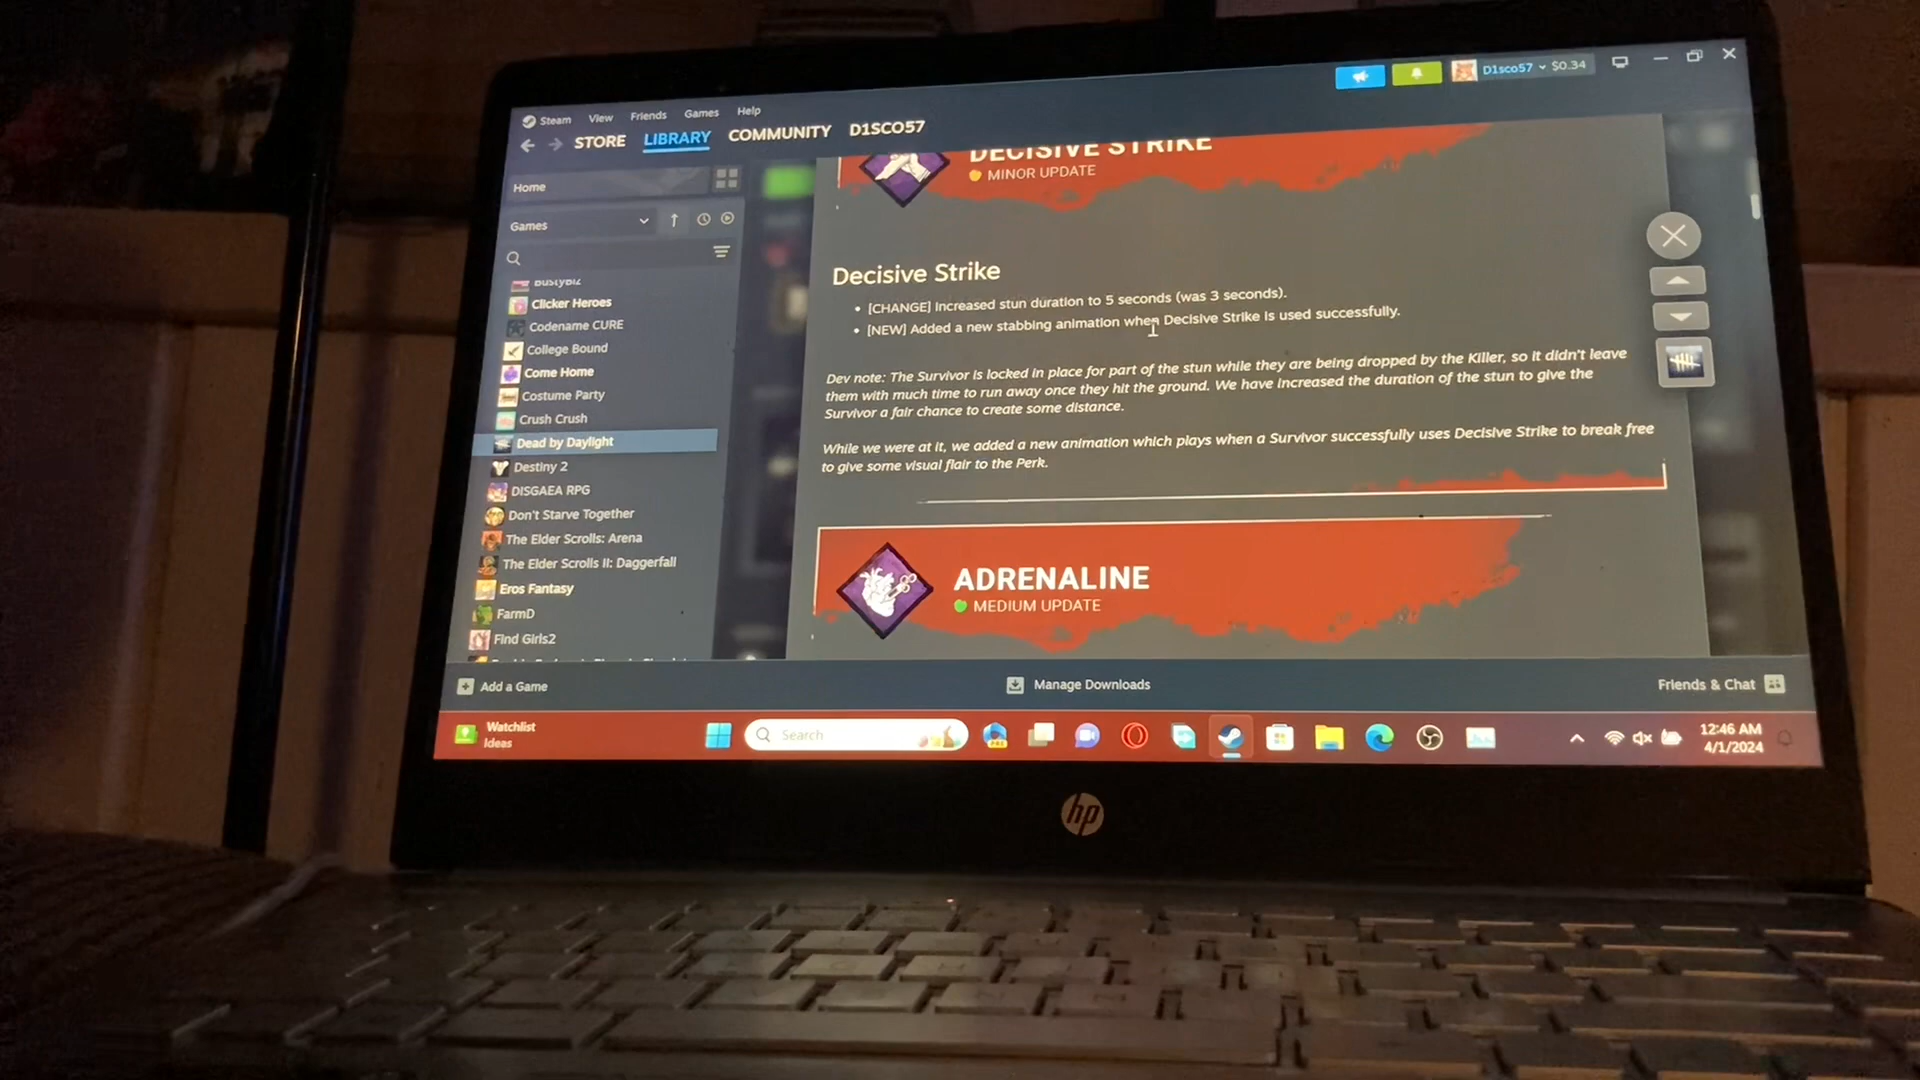 D1sco57 $0.34
Steam View Friends Games Help
STORE LIBRARY COMMUNITY D1SCO57
Home
Games
BustyBiz
Clicker Heroes
Codename CURE
College Bound
Come Home
Costume Party
Crush Crush
Dead by Daylight
Destiny 2
DISGAEA RPG
Don't Starve Together
The Elder Scrolls: Arena
The Elder Scrolls II: Daggerfall
Eros Fantasy
FarmD
Find Girls2
DECISIVE STRIKE
MINOR UPDATE
Decisive Strike
• [CHANGE] Increased stun duration to 5 seconds (was 3 seconds).
• [NEW] Added a new stabbing animation when Decisive Strike is used successfully.
Dev note: The Survivor is locked in place for part of the stun while they are being dropped by the Killer, so it didn't leave
them with much time to run away once they hit the ground. We have increased the duration of the stun to give the
Survivor a fair chance to create some distance.
While we were at it, we added a new animation which plays when a Survivor successfully uses Decisive Strike to break free
to give some visual flair to the Perk.
ADRENALINE
MEDIUM UPDATE
Add a Game
Manage Downloads
Friends & Chat
Watchlist
Ideas
Search
PRE
12:46 AM
4/1/2024
hp